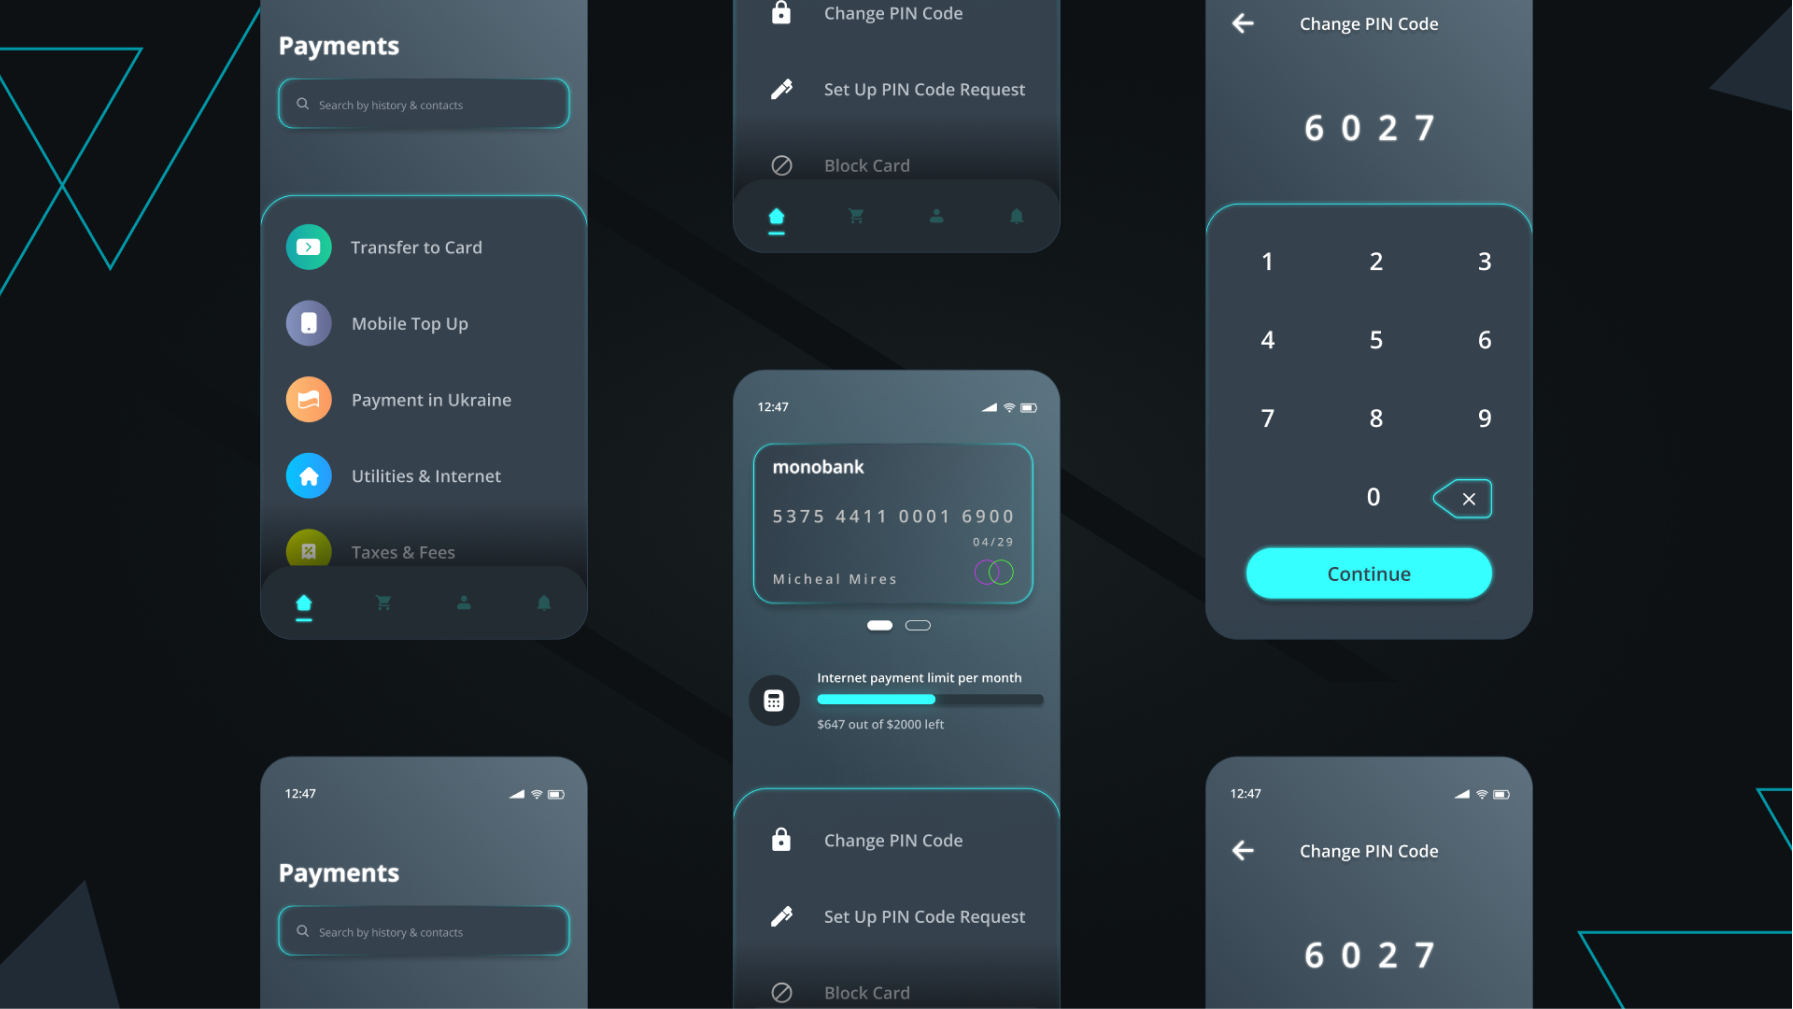 Payments
Search by history & contacts
Transfer to Card
Mobile Top Up
Payment in Ukraine
Utilities & Internet
Taxes & Fees
12:47
Payments
Search by history & contacts
Change PIN Code
Set Up PIN Code Request
Block Card
12:47
monobank
5375 4411 0001 6900
04/29
Micheal Mires
Internet payment limit per month
$647 out of $2000 left
Change PIN Code
Set Up PIN Code Request
Block Card
Change PIN Code
6 0 2 7
1 2 3
4 5 6
7 8 9
0
Continue
12:47
Change PIN Code
6 0 2 7